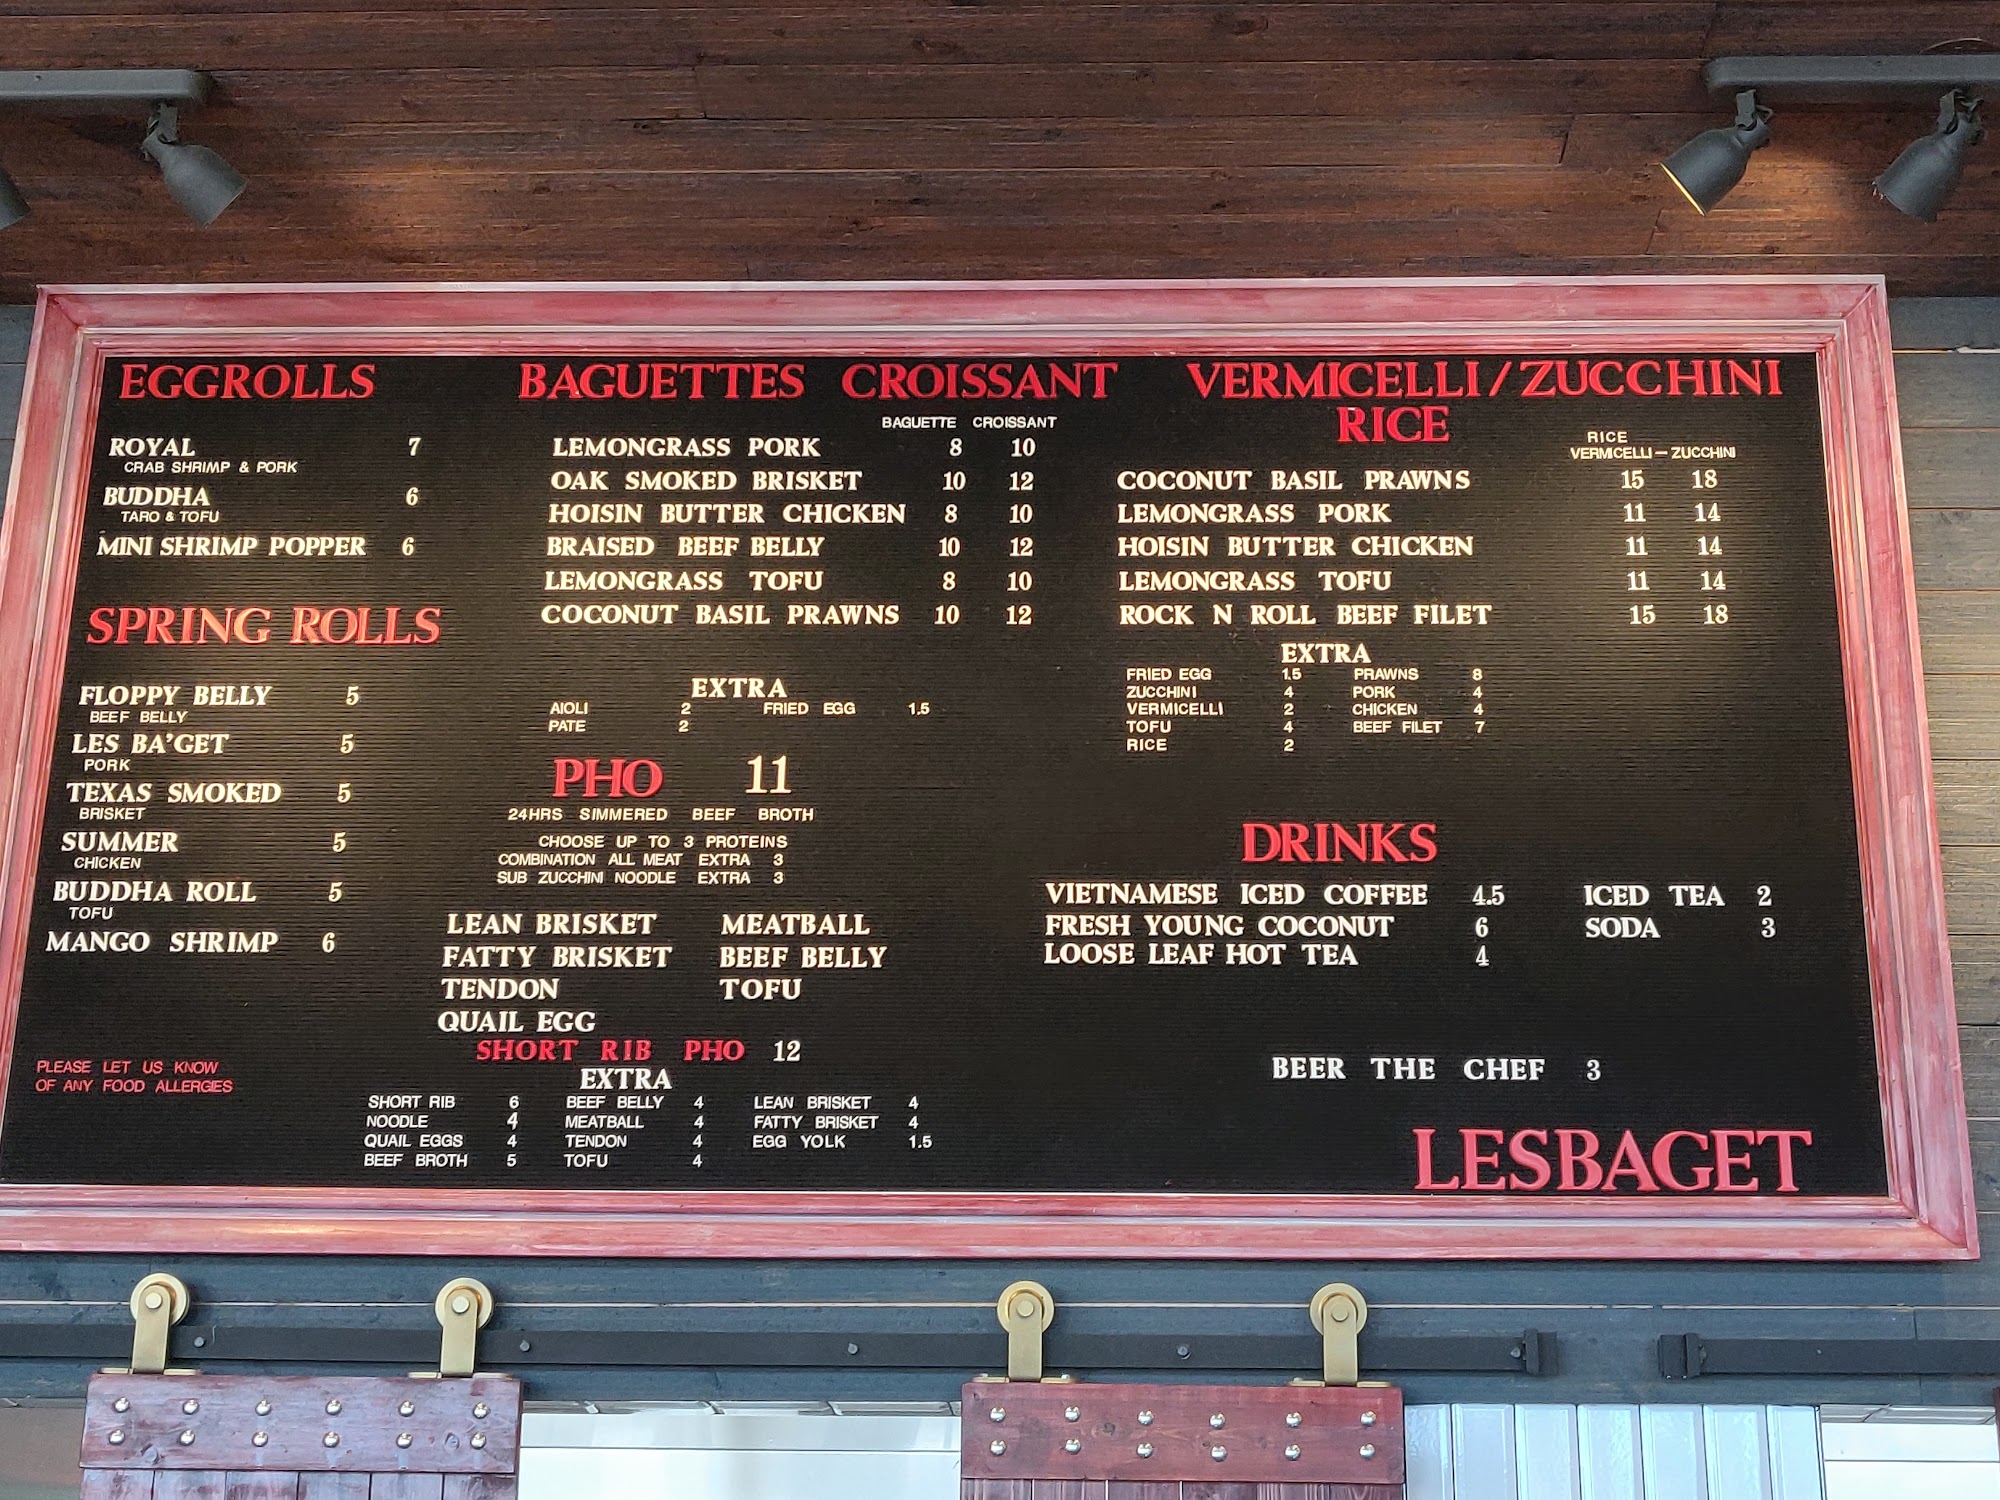 EGGROLLS
ROYAL 7
CRAB SHRIMP & PORK
BUDDHA 6
TARO & TOFU
MINI SHRIMP POPPER 6
SPRING ROLLS
FLOPPY BELLY 5
BEEF BELLY
LES BA'GET 5
PORK
TEXAS SMOKED 5
BRISKET
SUMMER 5
CHICKEN
BUDDHA ROLL 5
TOFU
MANGO SHRIMP 6
PLEASE LET US KNOW
OF ANY FOOD ALLERGIES
BAGUETTES CROISSANT
BAGUETTE CROISSANT
LEMONGRASS PORK 8 10
OAK SMOKED BRISKET 10 12
HOISIN BUTTER CHICKEN 8 10
BRAISED BEEF BELLY 10 12
LEMONGRASS TOFU 8 10
COCONUT BASIL PRAWNS 10 12
EXTRA
AIOLI 2 FRIED EGG 1.5
PATE 2
PHO 11
24HRS SIMMERED BEEF BROTH
CHOOSE UP TO 3 PROTEINS
COMBINATION ALL MEAT EXTRA 3
SUB ZUCCHINI NOODLE EXTRA 3
LEAN BRISKET MEATBALL
FATTY BRISKET BEEF BELLY
TENDON TOFU
QUAIL EGG
SHORT RIB PHO 12
EXTRA
SHORT RIB 6 BEEF BELLY 4 LEAN BRISKET 4
NOODLE 4 MEATBALL 4 FATTY BRISKET 4
QUAIL EGGS 4 TENDON 4 EGG YOLK 1.5
BEEF BROTH 5 TOFU 4
VERMICELLI/ZUCCHINI
RICE
RICE
VERMICELLI - ZUCCHINI
COCONUT BASIL PRAWNS 15 18
LEMONGRASS PORK 11 14
HOISIN BUTTER CHICKEN 11 14
LEMONGRASS TOFU 11 14
ROCK N ROLL BEEF FILET 15 18
EXTRA
FRIED EGG 1.5 PRAWNS 8
ZUCCHINI 4 PORK 4
VERMICELLI 2 CHICKEN 4
TOFU 4 BEEF FILET 7
RICE 2
DRINKS
VIETNAMESE ICED COFFEE 4.5 ICED TEA 2
FRESH YOUNG COCONUT 6 SODA 3
LOOSE LEAF HOT TEA 4
BEER THE CHEF 3
LESBAGET